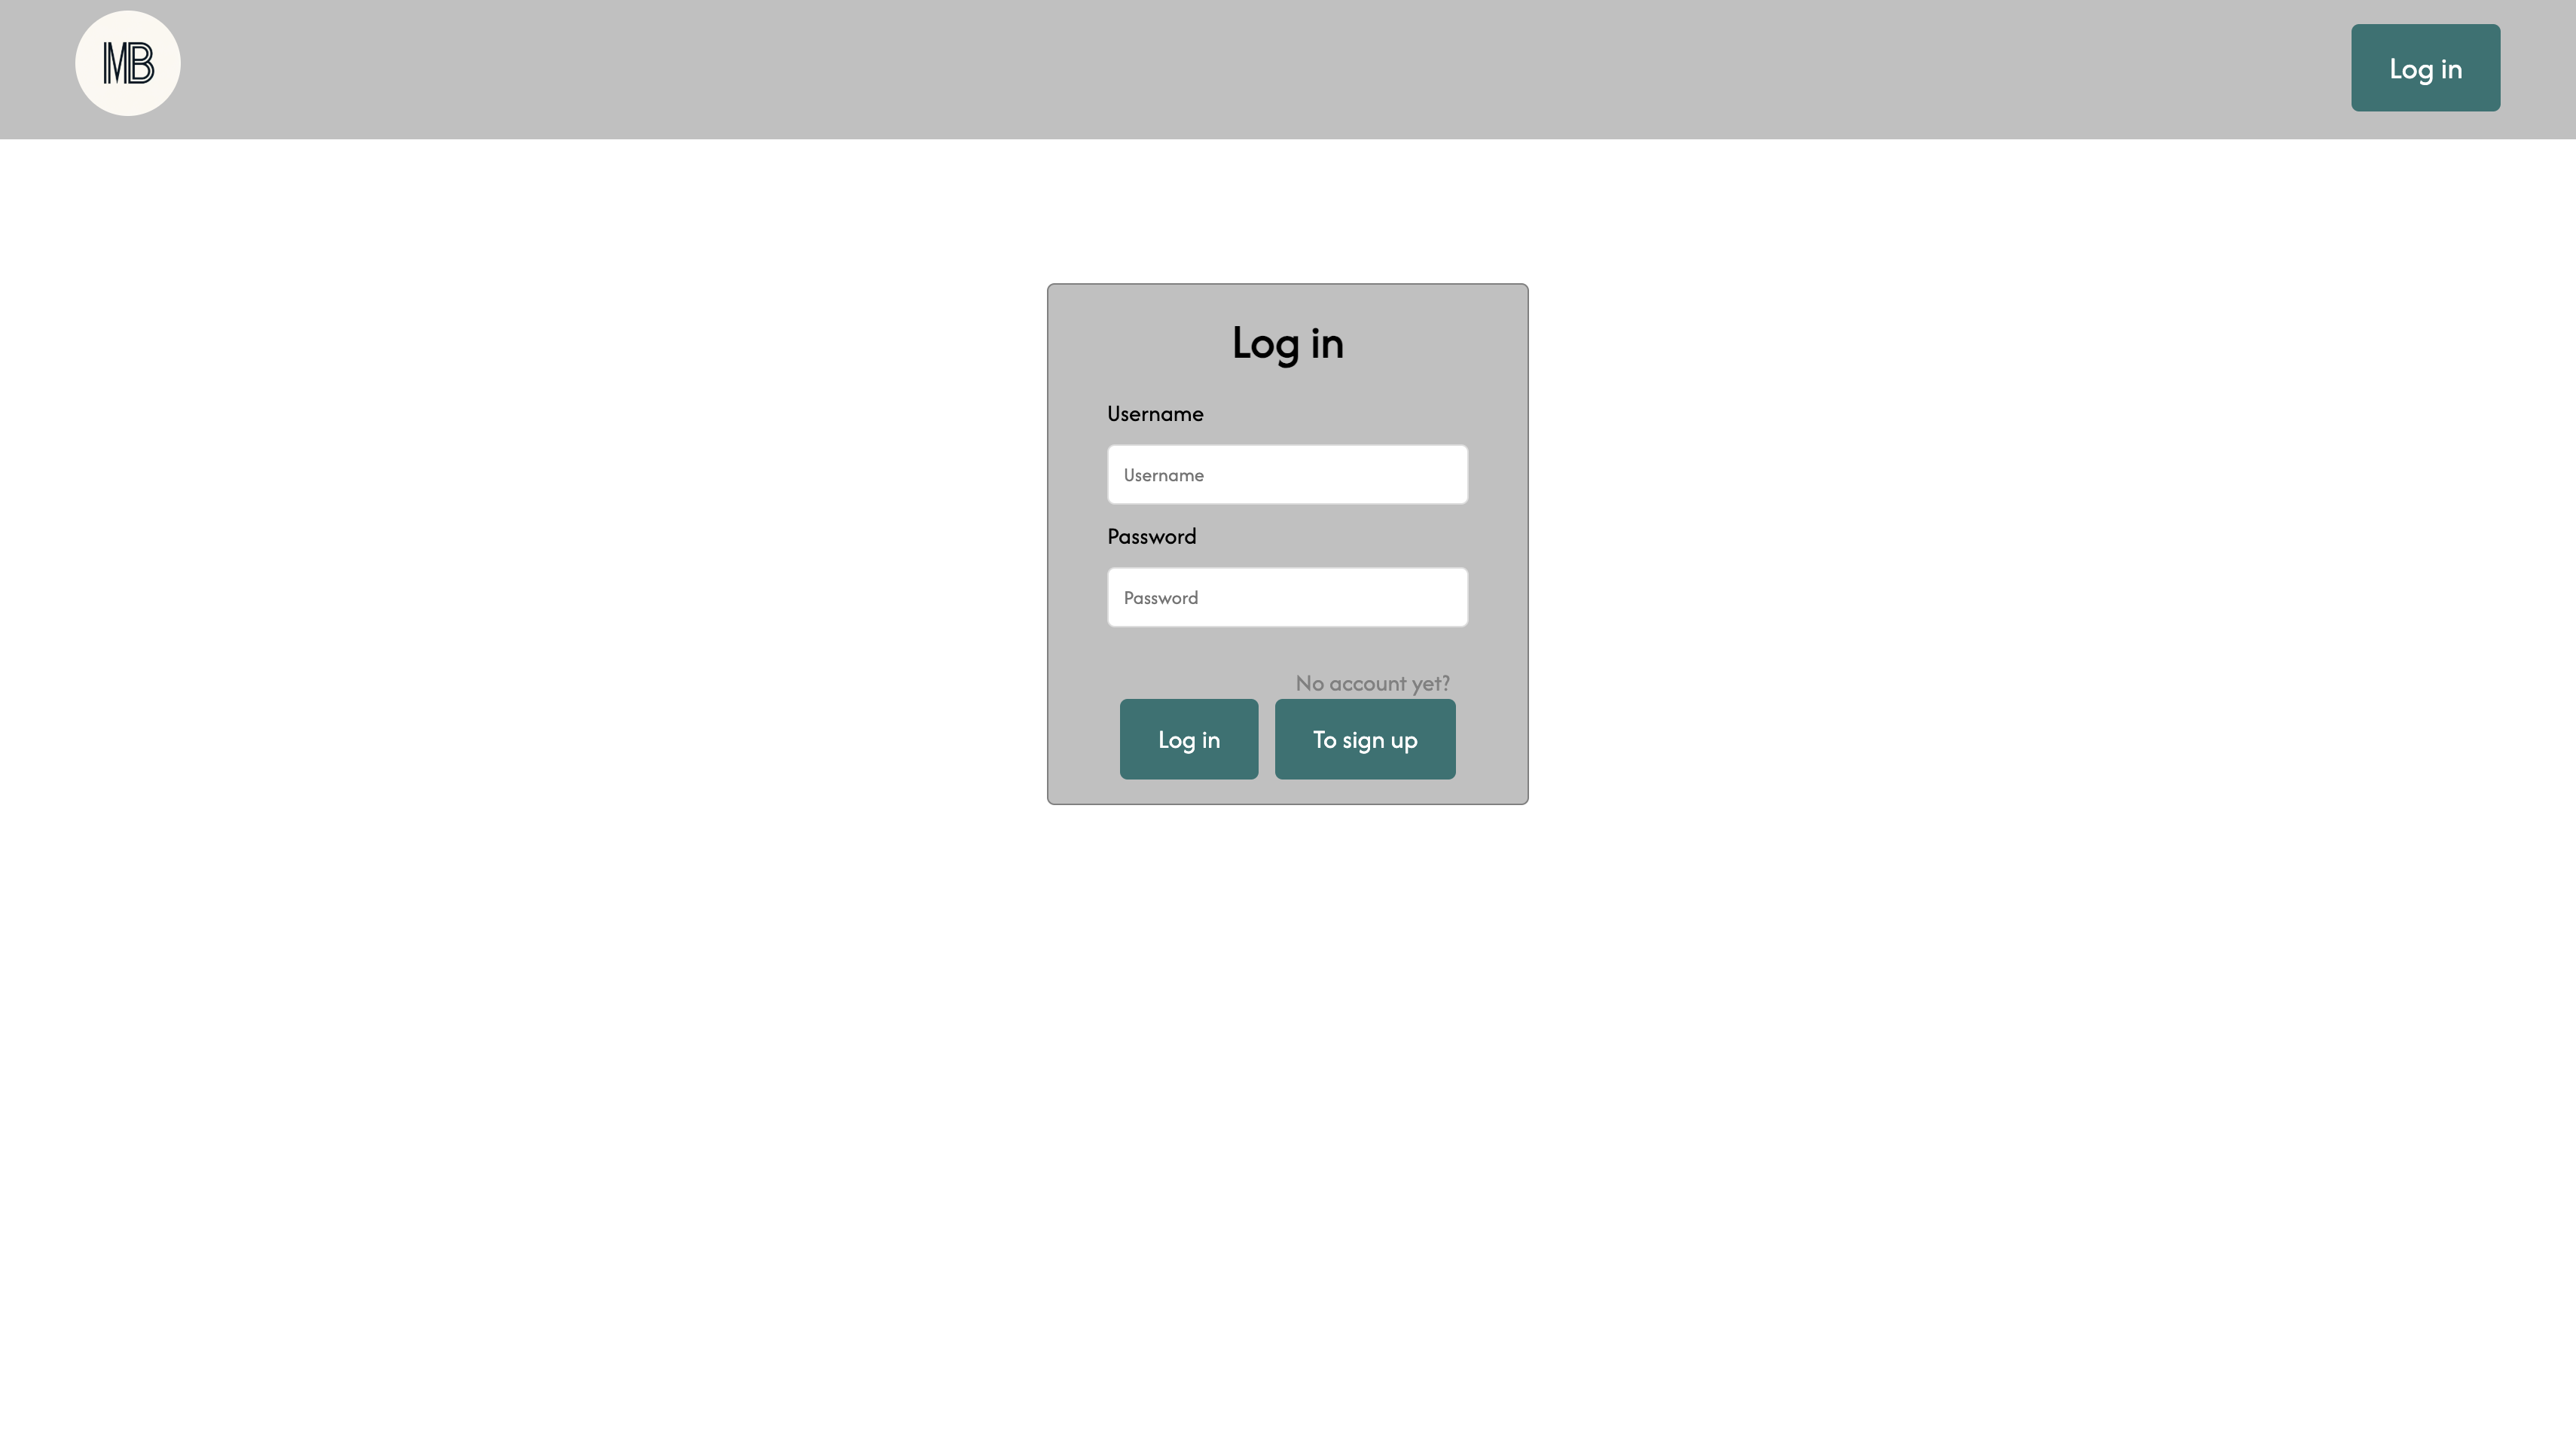 MB
Log in
Log in
Username
Username
Password
Password
No account yet?
Log in
To sign up